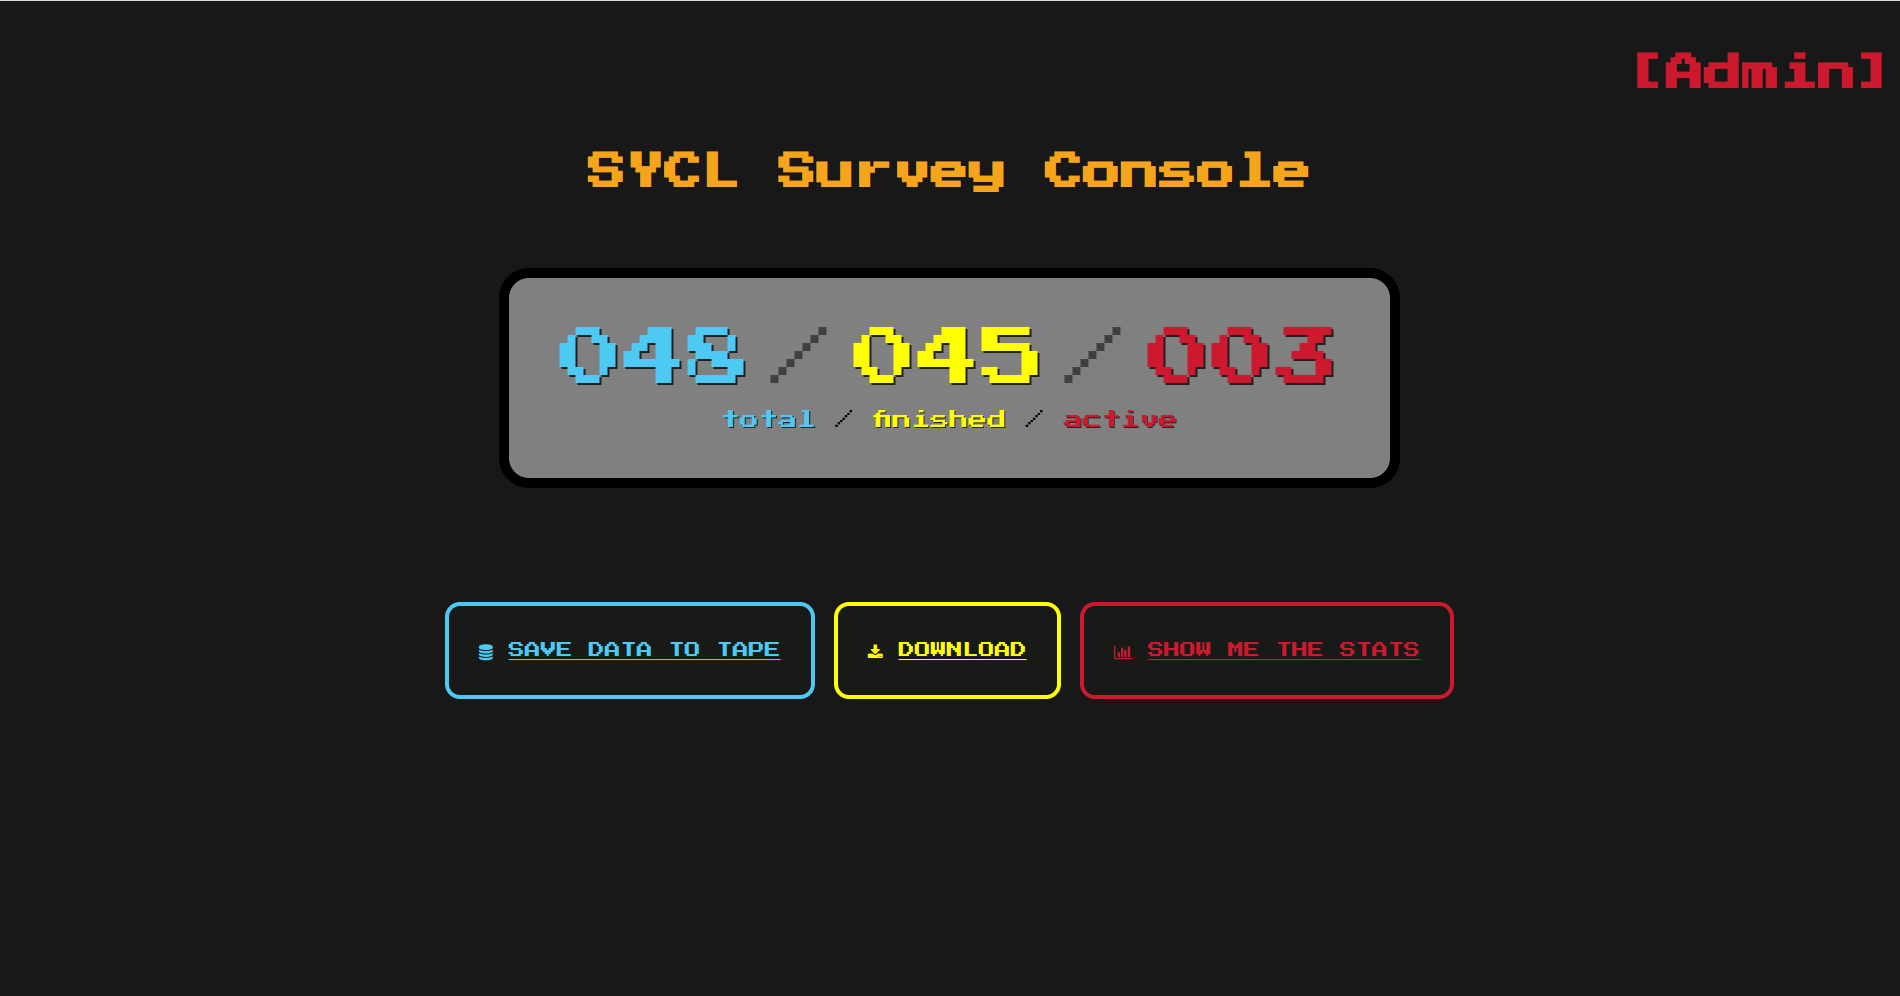 [Admin]
SYCL Survey Console
048 / 045 / 003
total / finished / active
SAVE DATA TO TAPE
DOWNLOAD
SHOW ME THE STATS